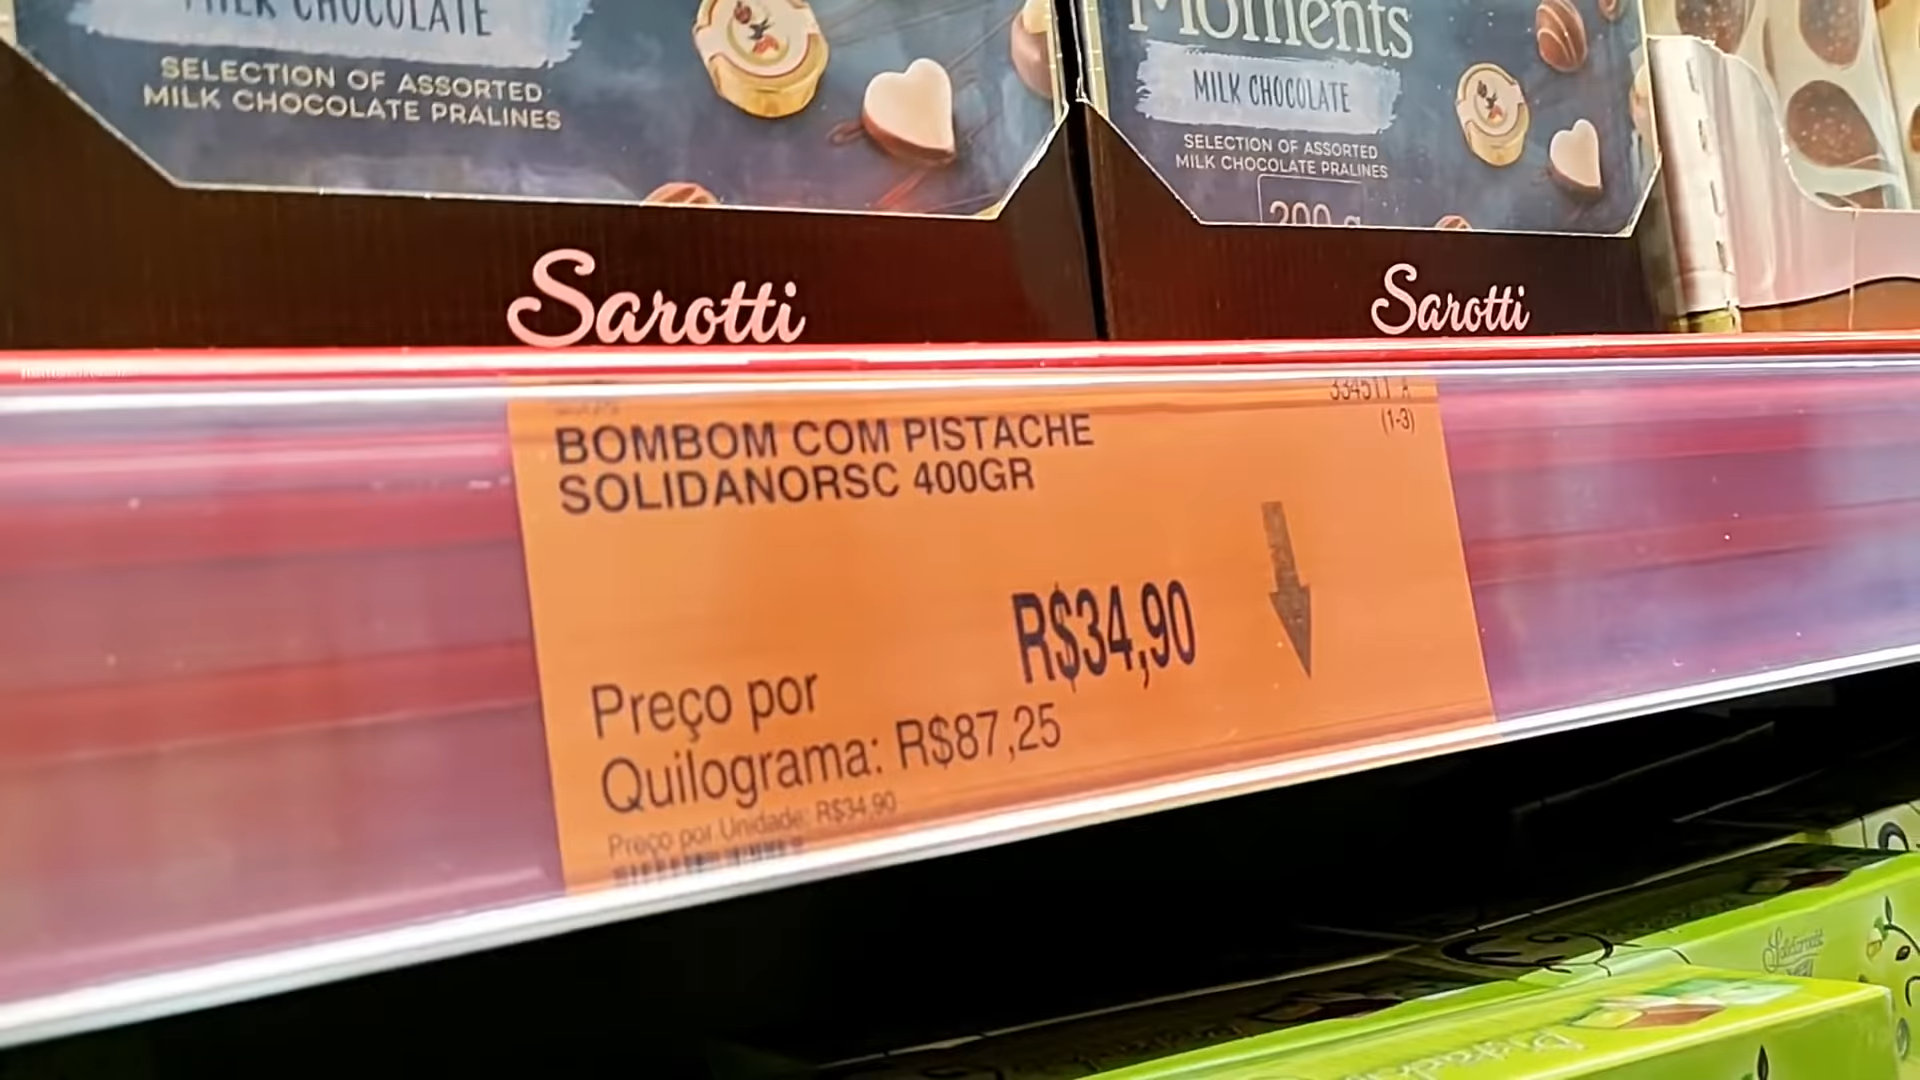 MILK CHOCOLATE
SELECTION OF ASSORTED
MILK CHOCOLATE PRALINES
Moments
MILK CHOCOLATE
SELECTION OF ASSORTED
MILK CHOCOLATE PRALINES
200 g
Sarotti
Sarotti
334511 A
(1-3)
BOMBOM COM PISTACHE
SOLIDANORSC 400GR
R$34,90
Preço por
Quilograma: R$87,25
Preço por Unidade: R$34,90